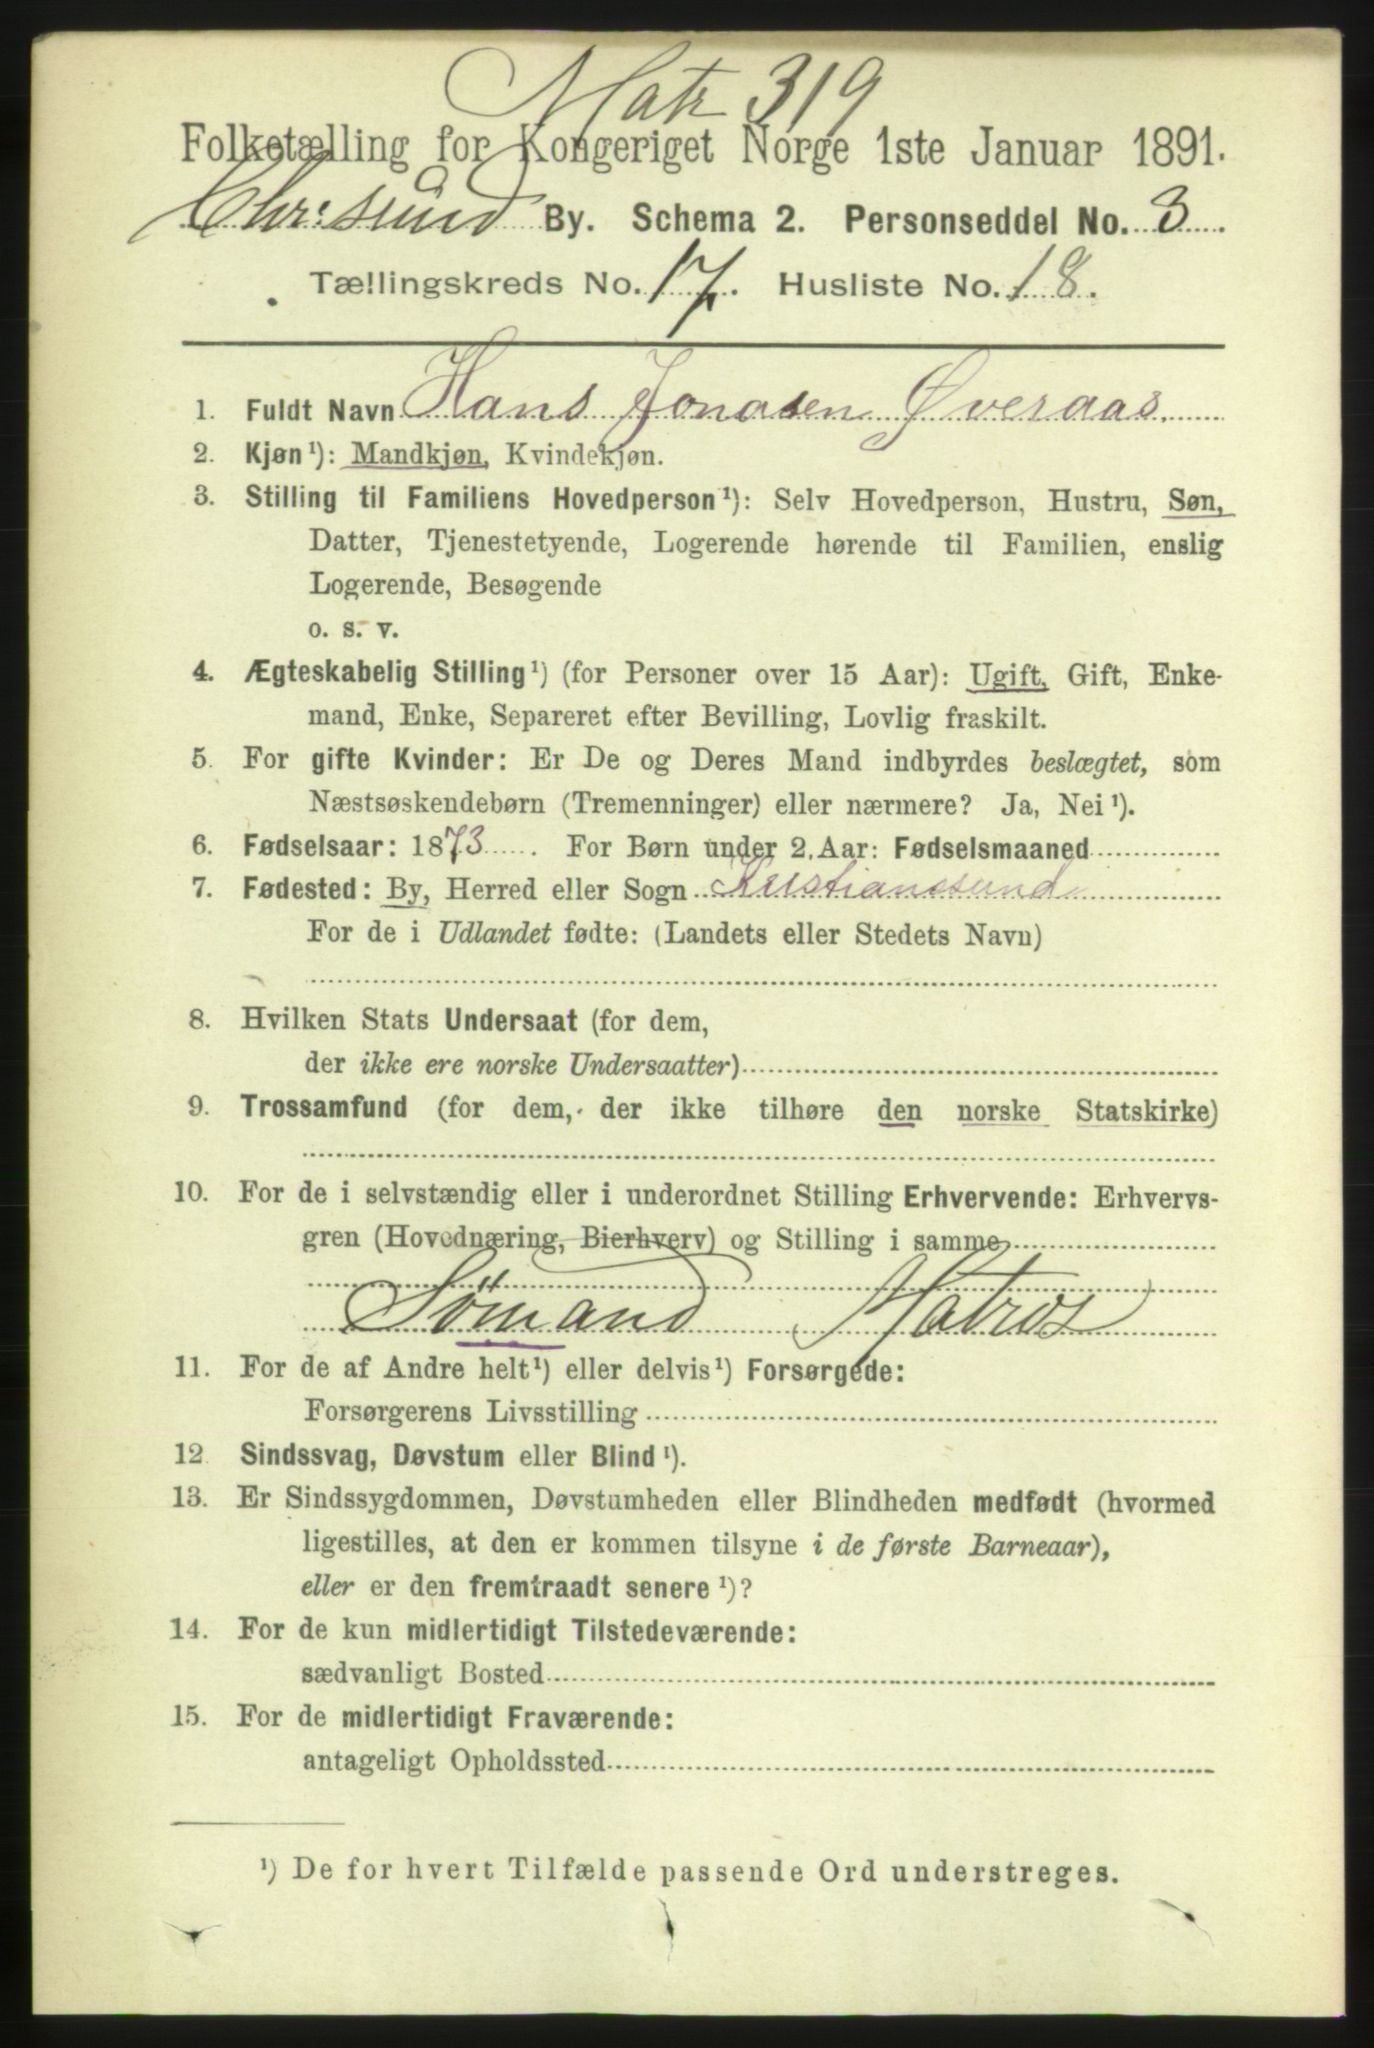 Matr 319
Folketælling for Kongeriget Norge 1ste Januar 1891.
Chr:sund By. Schema 2. Personseddel No. 3.
Tællingskreds No. 17. Husliste No. 18.
1. Fuldt Navn Hans Jonasen Øveraas.
2. Kjøn¹): Mandkjøn, Kvindekjøn.
3. Stilling til Familiens Hovedperson¹): Selv Hovedperson, Hustru, Søn,
Datter, Tjenestetyende, Logerende hørende til Familien, enslig
Logerende, Besøgende
o. s. v.
4. Ægteskabelig Stilling¹) (for Personer over 15 Aar): Ugift, Gift, Enke-
mand, Enke, Separeret efter Bevilling, Lovlig fraskilt.
5. For gifte Kvinder: Er De og Deres Mand indbyrdes beslægtet, som
Næstsøskendebørn (Tremenninger) eller nærmere? Ja, Nei¹).
6. Fødselsaar: 1873. For Børn under 2 Aar: Fødselsmaaned
7. Fødested: By, Herred eller Sogn Kristianssund
For de i Udlandet fødte: (Landets eller Stedets Navn)
8. Hvilken Stats Undersaat (for dem,
der ikke ere norske Undersaatter)
9. Trossamfund (for dem, der ikke tilhøre den norske Statskirke)
10. For de i selvstændig eller i underordnet Stilling Erhvervende: Erhvervs-
gren (Hovednæring, Bierhverv) og Stilling i samme
Sömand Matros
11. For de af Andre helt¹) eller delvis¹) Forsørgede:
Forsørgerens Livsstilling
12. Sindssvag, Døvstum eller Blind¹).
13. Er Sindssygdommen, Døvstumheden eller Blindheden medfødt (hvormed
ligestilles, at den er kommen tilsyne i de første Barneaar),
eller er den fremtraadt senere¹)?
14. For de kun midlertidigt Tilstedeværende:
sædvanligt Bosted
15. For de midlertidigt Fraværende:
antageligt Opholdssted
¹) De for hvert Tilfælde passende Ord understreges.